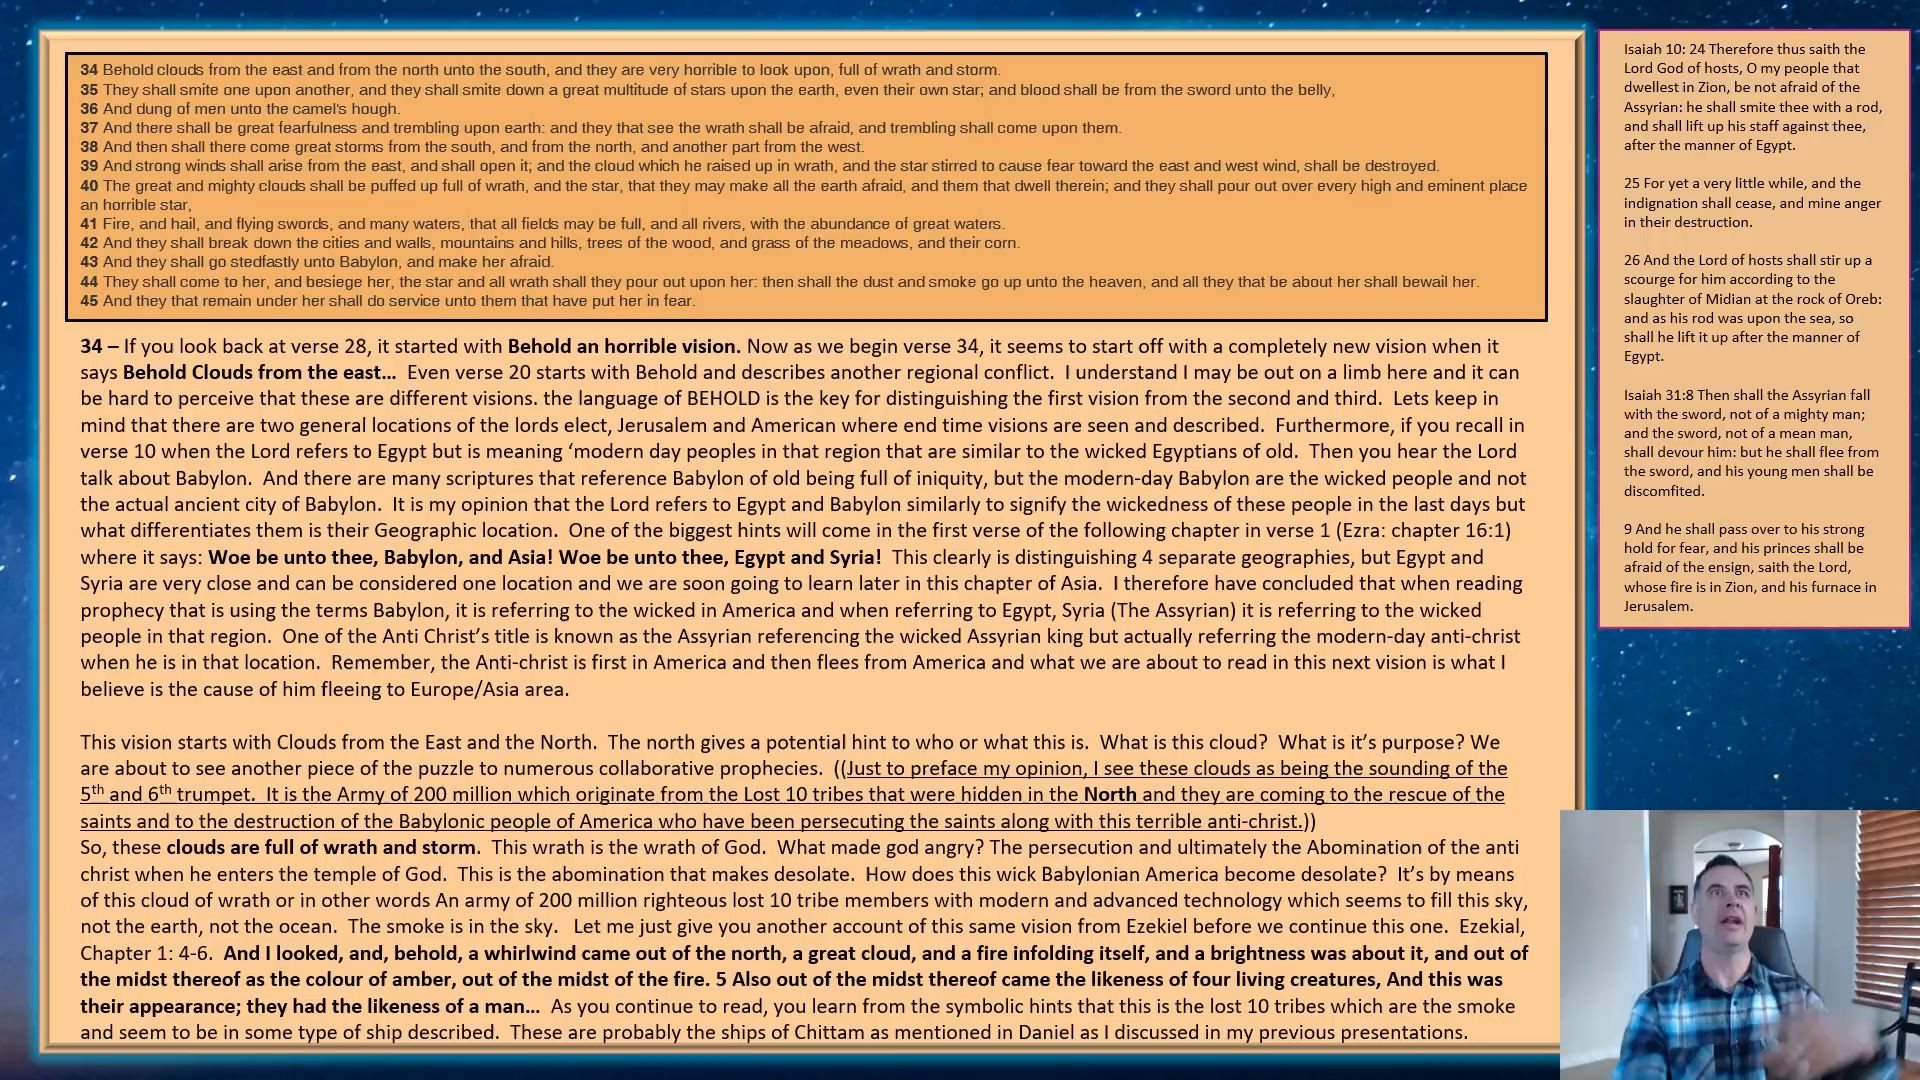 34 Behold clouds from the east and from the north unto the south, and they are very horrible to look upon, full of wrath and storm.
35 They shall smite one upon another, and they shall smite down a great multitude of stars upon the earth, even their own star; and blood shall be from the sword unto the belly,
36 And dung of men unto the camel's hough.
37 And there shall be great fearfulness and trembling upon earth: and they that see the wrath shall be afraid, and trembling shall come upon them.
38 And then shall there come great storms from the south, and from the north, and another part from the west.
39 And strong winds shall arise from the east, and shall open it; and the cloud which he raised up in wrath, and the star stirred to cause fear toward the east and west wind, shall be destroyed.
40 The great and mighty clouds shall be puffed up full of wrath, and the star, that they may make all the earth afraid, and them that dwell therein; and they shall pour out over every high and eminent place
an horrible star,
41 Fire, and hail, and flying swords, and many waters, that all fields may be full, and all rivers, with the abundance of great waters.
42 And they shall break down the cities and walls, mountains and hills, trees of the wood, and grass of the meadows, and their corn.
43 And they shall go stedfastly unto Babylon, and make her afraid.
44 They shall come to her, and besiege her, the star and all wrath shall they pour out upon her: then shall the dust and smoke go up unto the heaven, and all they that be about her shall bewail her.
45 And they that remain under her shall do service unto them that have put her in fear.
34 – If you look back at verse 28, it started with Behold an horrible vision. Now as we begin verse 34, it seems to start off with a completely new vision when it
says Behold Clouds from the east… Even verse 20 starts with Behold and describes another regional conflict. I understand I may be out on a limb here and it can
be hard to perceive that these are different visions. the language of BEHOLD is the key for distinguishing the first vision from the second and third. Lets keep in
mind that there are two general locations of the lords elect, Jerusalem and American where end time visions are seen and described. Furthermore, if you recall in
verse 10 when the Lord refers to Egypt but is meaning ‘modern day peoples in that region that are similar to the wicked Egyptians of old. Then you hear the Lord
talk about Babylon. And there are many scriptures that reference Babylon of old being full of iniquity, but the modern-day Babylon are the wicked people and not
the actual ancient city of Babylon. It is my opinion that the Lord refers to Egypt and Babylon similarly to signify the wickedness of these people in the last days but
what differentiates them is their Geographic location. One of the biggest hints will come in the first verse of the following chapter in verse 1 (Ezra: chapter 16:1)
where it says: Woe be unto thee, Babylon, and Asia! Woe be unto thee, Egypt and Syria! This clearly is distinguishing 4 separate geographies, but Egypt and
Syria are very close and can be considered one location and we are soon going to learn later in this chapter of Asia. I therefore have concluded that when reading
prophecy that is using the terms Babylon, it is referring to the wicked in America and when referring to Egypt, Syria (The Assyrian) it is referring to the wicked
people in that region. One of the Anti Christ’s title is known as the Assyrian referencing the wicked Assyrian king but actually referring the modern-day anti-christ
when he is in that location. Remember, the Anti-christ is first in America and then flees from America and what we are about to read in this next vision is what I
believe is the cause of him fleeing to Europe/Asia area.
This vision starts with Clouds from the East and the North. The north gives a potential hint to who or what this is. What is this cloud? What is it’s purpose? We
are about to see another piece of the puzzle to numerous collaborative prophecies. ((Just to preface my opinion, I see these clouds as being the sounding of the
5th and 6th trumpet. It is the Army of 200 million which originate from the Lost 10 tribes that were hidden in the North and they are coming to the rescue of the
saints and to the destruction of the Babylonic people of America who have been persecuting the saints along with this terrible anti-christ.))
So, these clouds are full of wrath and storm. This wrath is the wrath of God. What made god angry? The persecution and ultimately the Abomination of the anti
christ when he enters the temple of God. This is the abomination that makes desolate. How does this wick Babylonian America become desolate? It’s by means
of this cloud of wrath or in other words An army of 200 million righteous lost 10 tribe members with modern and advanced technology which seems to fill this sky,
not the earth, not the ocean. The smoke is in the sky. Let me just give you another account of this same vision from Ezekiel before we continue this one. Ezekial,
Chapter 1: 4-6. And I looked, and, behold, a whirlwind came out of the north, a great cloud, and a fire infolding itself, and a brightness was about it, and out of
the midst thereof as the colour of amber, out of the midst of the fire. 5 Also out of the midst thereof came the likeness of four living creatures, And this was
their appearance; they had the likeness of a man… As you continue to read, you learn from the symbolic hints that this is the lost 10 tribes which are the smoke
and seem to be in some type of ship described. These are probably the ships of Chittam as mentioned in Daniel as I discussed in my previous presentations.
Isaiah 10: 24 Therefore thus saith the
Lord God of hosts, O my people that
dwellest in Zion, be not afraid of the
Assyrian: he shall smite thee with a rod,
and shall lift up his staff against thee,
after the manner of Egypt.
25 For yet a very little while, and the
indignation shall cease, and mine anger
in their destruction.
26 And the Lord of hosts shall stir up a
scourge for him according to the
slaughter of Midian at the rock of Oreb:
and as his rod was upon the sea, so
shall he lift it up after the manner of
Egypt.
Isaiah 31:8 Then shall the Assyrian fall
with the sword, not of a mighty man;
and the sword, not of a mean man,
shall devour him: but he shall flee from
the sword, and his young men shall be
discomfited.
9 And he shall pass over to his strong
hold for fear, and his princes shall be
afraid of the ensign, saith the Lord,
whose fire is in Zion, and his furnace in
Jerusalem.